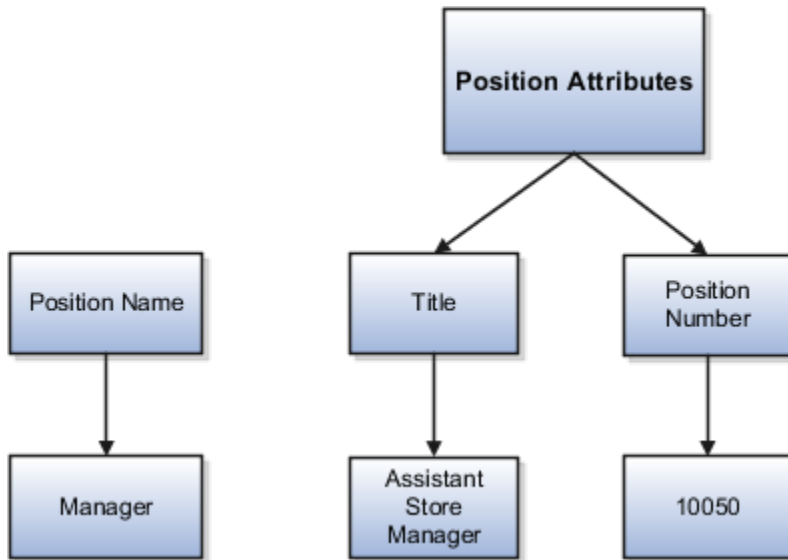 Position Attributes
Position Name
Title
Position
Number
Manager
Assistant
Store
Manager
10050